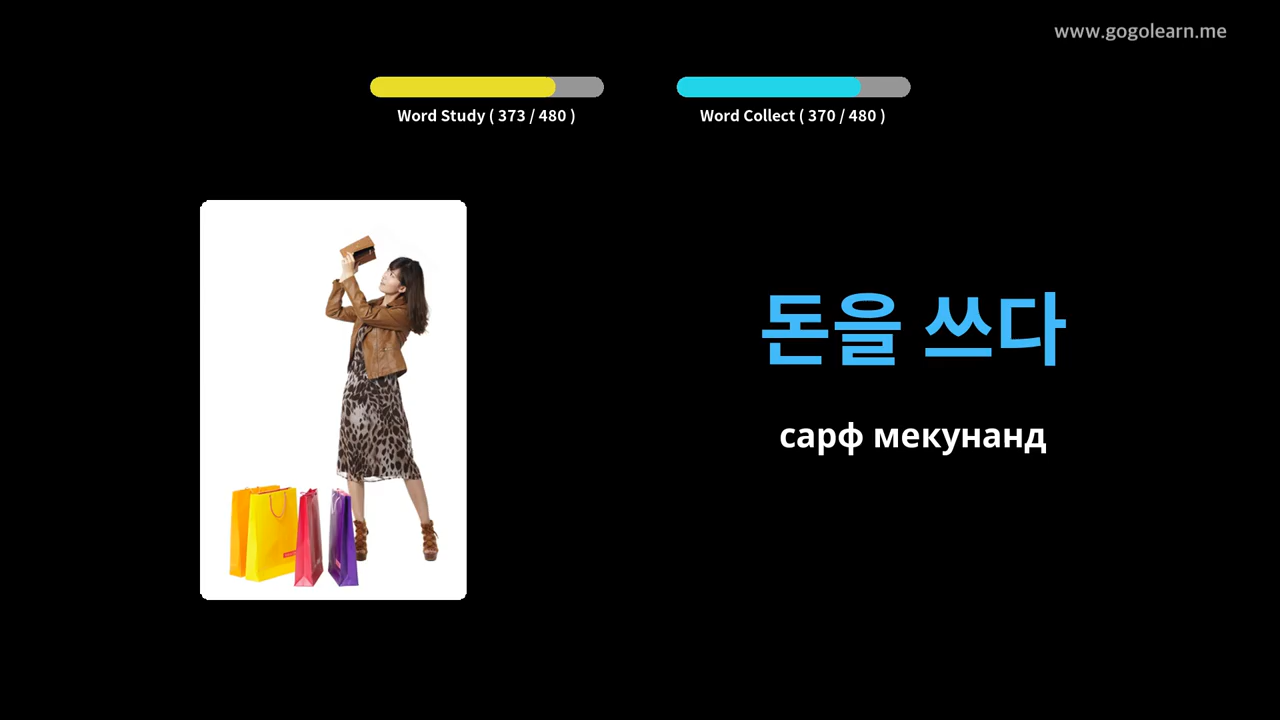 www.gogolearn.me
Word Study ( 373 / 480 )
Word Collect ( 370 / 480 )
돈을 쓰다
сарф мекунанд